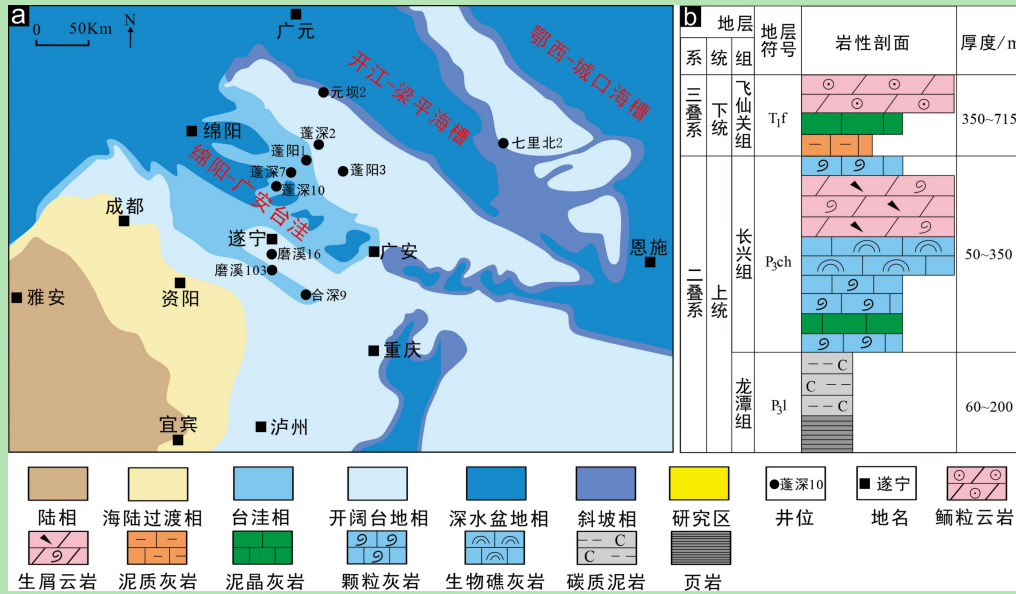 a
0 50Km N
广元
鄂西-城口海槽
开江-梁平海槽
元坝2
绵阳
蓬深2
蓬阳1
七里北2
蓬深7
蓬阳3
蓬深10
绵阳-广安台洼
成都
遂宁
广安
磨溪16
恩施
磨溪103
资阳
合深9
雅安
重庆
泸州
宜宾
b
地层
地层符号
岩性剖面
厚度/m
系 统 组
三叠系
下统
飞仙关组
T₁f
350~715
二叠系
上统
长兴组
P₃ch
50~350
龙潭组
P₃l
60~200
C
C
C
陆相
海陆过渡相
台洼相
开阔台地相
深水盆地相
斜坡相
研究区
蓬深10
井位
遂宁
地名
鲕粒云岩
生屑云岩
泥质灰岩
泥晶灰岩
颗粒灰岩
生物礁灰岩
C
C
碳质泥岩
页岩